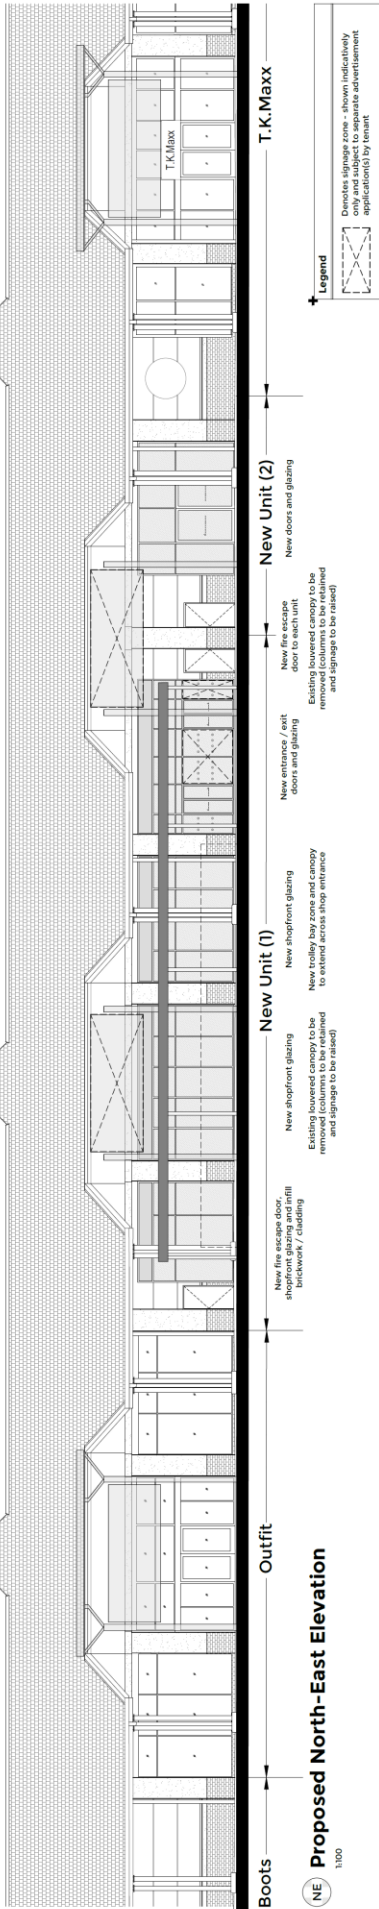 T.K.Maxx
Boots
Outfit
New Unit (1)
New Unit (2)
T.K.Maxx
New fire escape door,
shopfront glazing and infill
brickwork / cladding
New shopfront glazing
New shopfront glazing
New entrance / exit
doors and glazing
New fire escape
door to each unit
New doors and glazing
Existing louvered canopy to be
removed (columns to be retained
and signage to be raised)
New trolley bay zone and canopy
to extend across shop entrance
Existing louvered canopy to be
removed (columns to be retained
and signage to be raised)
NE
Proposed North-East Elevation
1:100
Legend
Denotes signage zone - shown indicatively
only and subject to separate advertisement
application(s) by tenant